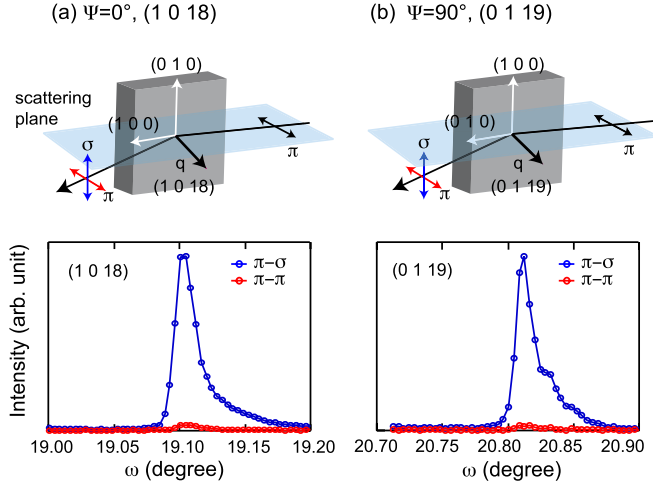 (a) Ψ=0°, (1 0 18)
(0 1 0)
scattering
plane
(1 0 0)
σ
π
q
π
(1 0 18)
(b) Ψ=90°, (0 1 19)
(1 0 0)
(0 1 0)
σ
π
q
π
(0 1 19)
Intensity (arb. unit)
(1 0 18)
π−σ
π−π
19.00 19.05 19.10 19.15 19.20
ω (degree)
(0 1 19)
π−σ
π−π
20.70 20.75 20.80 20.85 20.90
ω (degree)